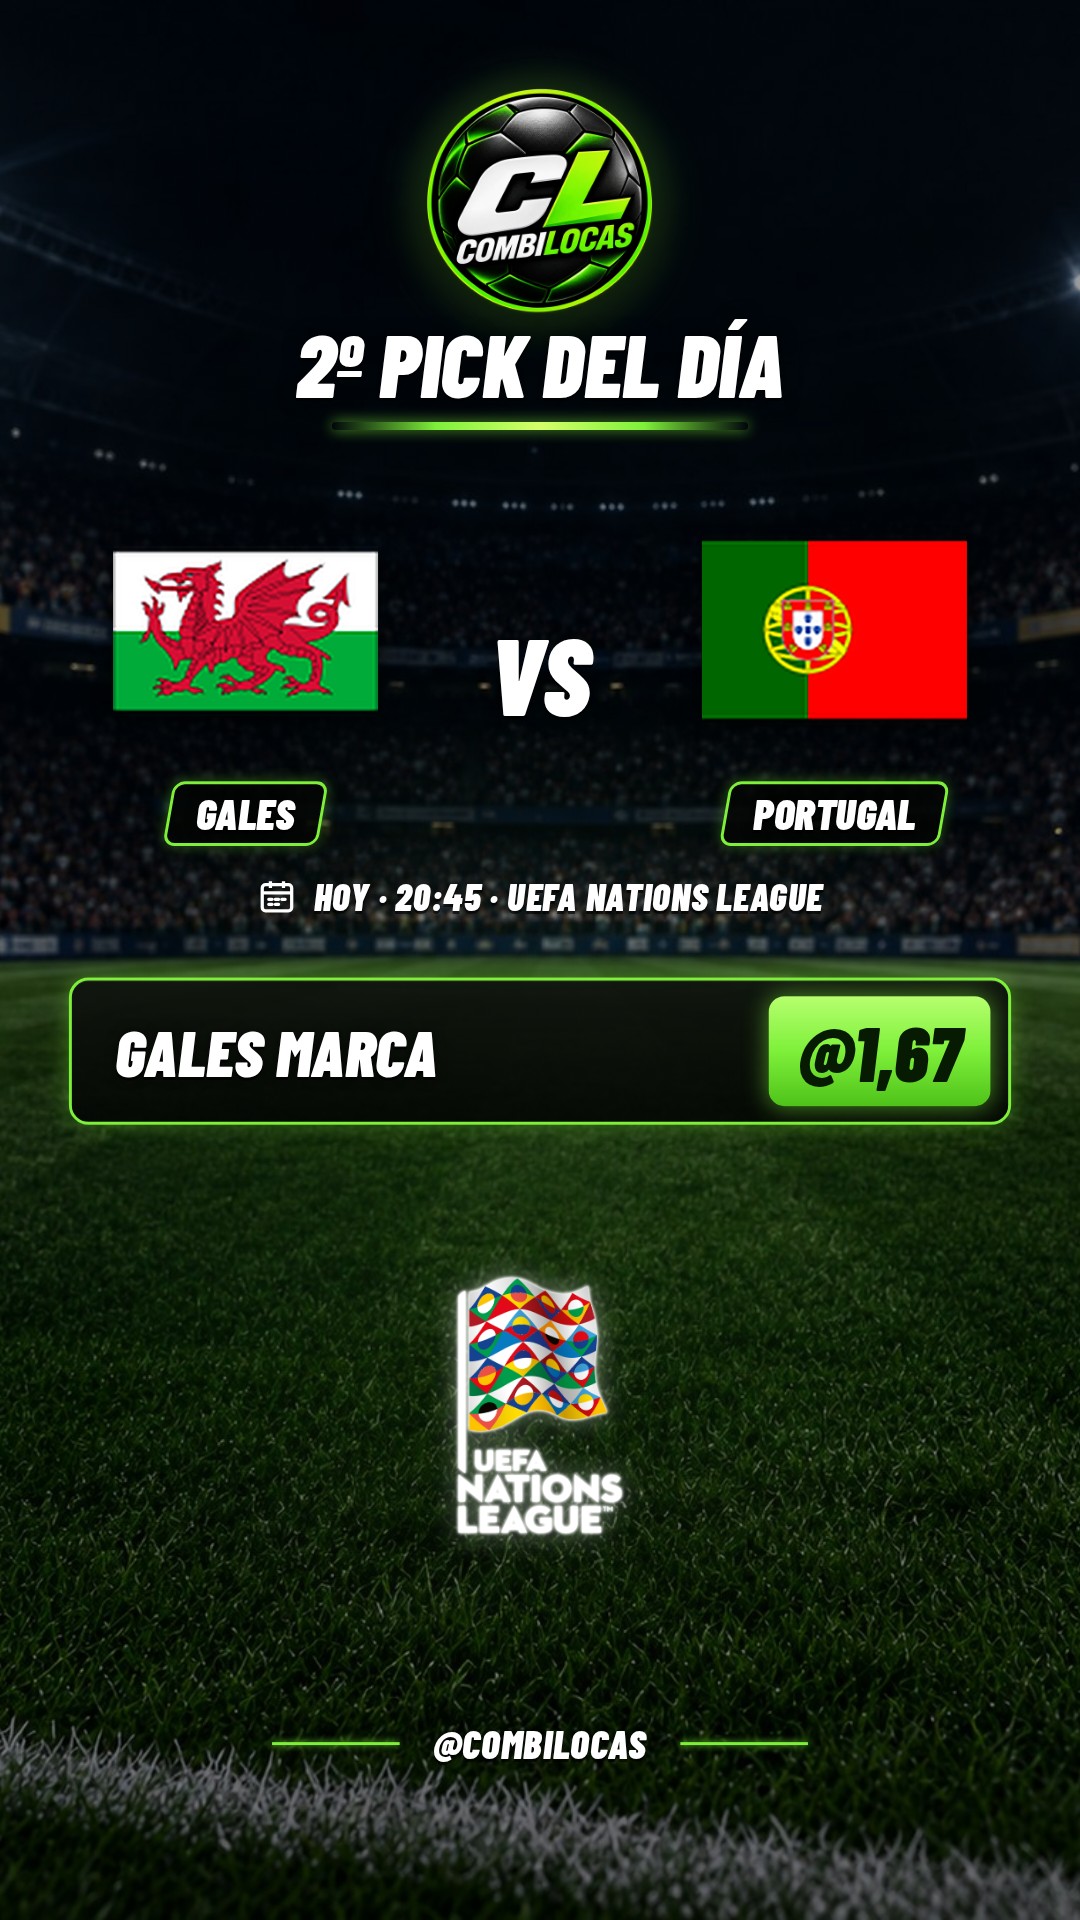 CL
COMBILOCAS
2º PICK DEL DÍA
VS
GALES
PORTUGAL
HOY · 20:45 · UEFA NATIONS LEAGUE
GALES MARCA
@1,67
UEFA
NATIONS
LEAGUE™
@COMBILOCAS